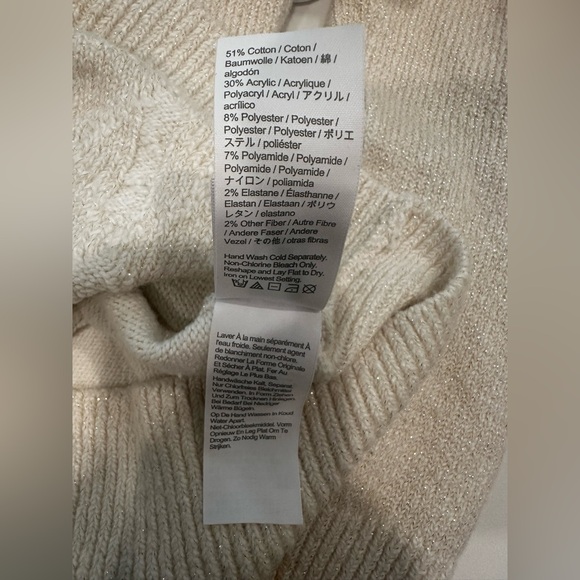 51% Cotton / Coton /
Baumwolle / Katoen / 綿 /
algodón
30% Acrylic / Acrylique /
Polyacryl / Acryl / アクリル /
acrílico
8% Polyester / Polyester /
Polyester / Polyester / ポリエ
ステル / poliéster
7% Polyamide / Polyamide /
Polyamide / Polyamide /
ナイロン / poliamida
2% Elastane / Élasthanne /
Elastan / Elastaan / ポリウ
レタン / elastano
2% Other Fiber / Autre Fibre
/ Andere Faser / Andere
Vezel / その他 / otras fibras
Hand Wash Cold Separately.
Non-Chlorine Bleach Only.
Reshape and Lay Flat to Dry.
Iron on Lowest Setting.
Laver À la main séparément À
l'eau froide. Seulement agent
de blanchiment non-chlore.
Redonner La Forme Originale
Et Sécher À Plat. Fer Au
Réglage Le Plus Bas.
Handwäsche Kalt, Separat.
Nur Chlorfreies Bleichmittel
Verwenden. In Form Ziehen
Und Zum Trocknen Hinlegen.
Bei Bedarf Bei Niedriger
Wärme Bügeln.
Op De Hand Wassen in Koud
Water Apart.
Niet-Chloorbleekmiddel. Vorm
Opnieuw En Leg Plat Om Te
Drogen. Zo Nodig Warm
Strijken.